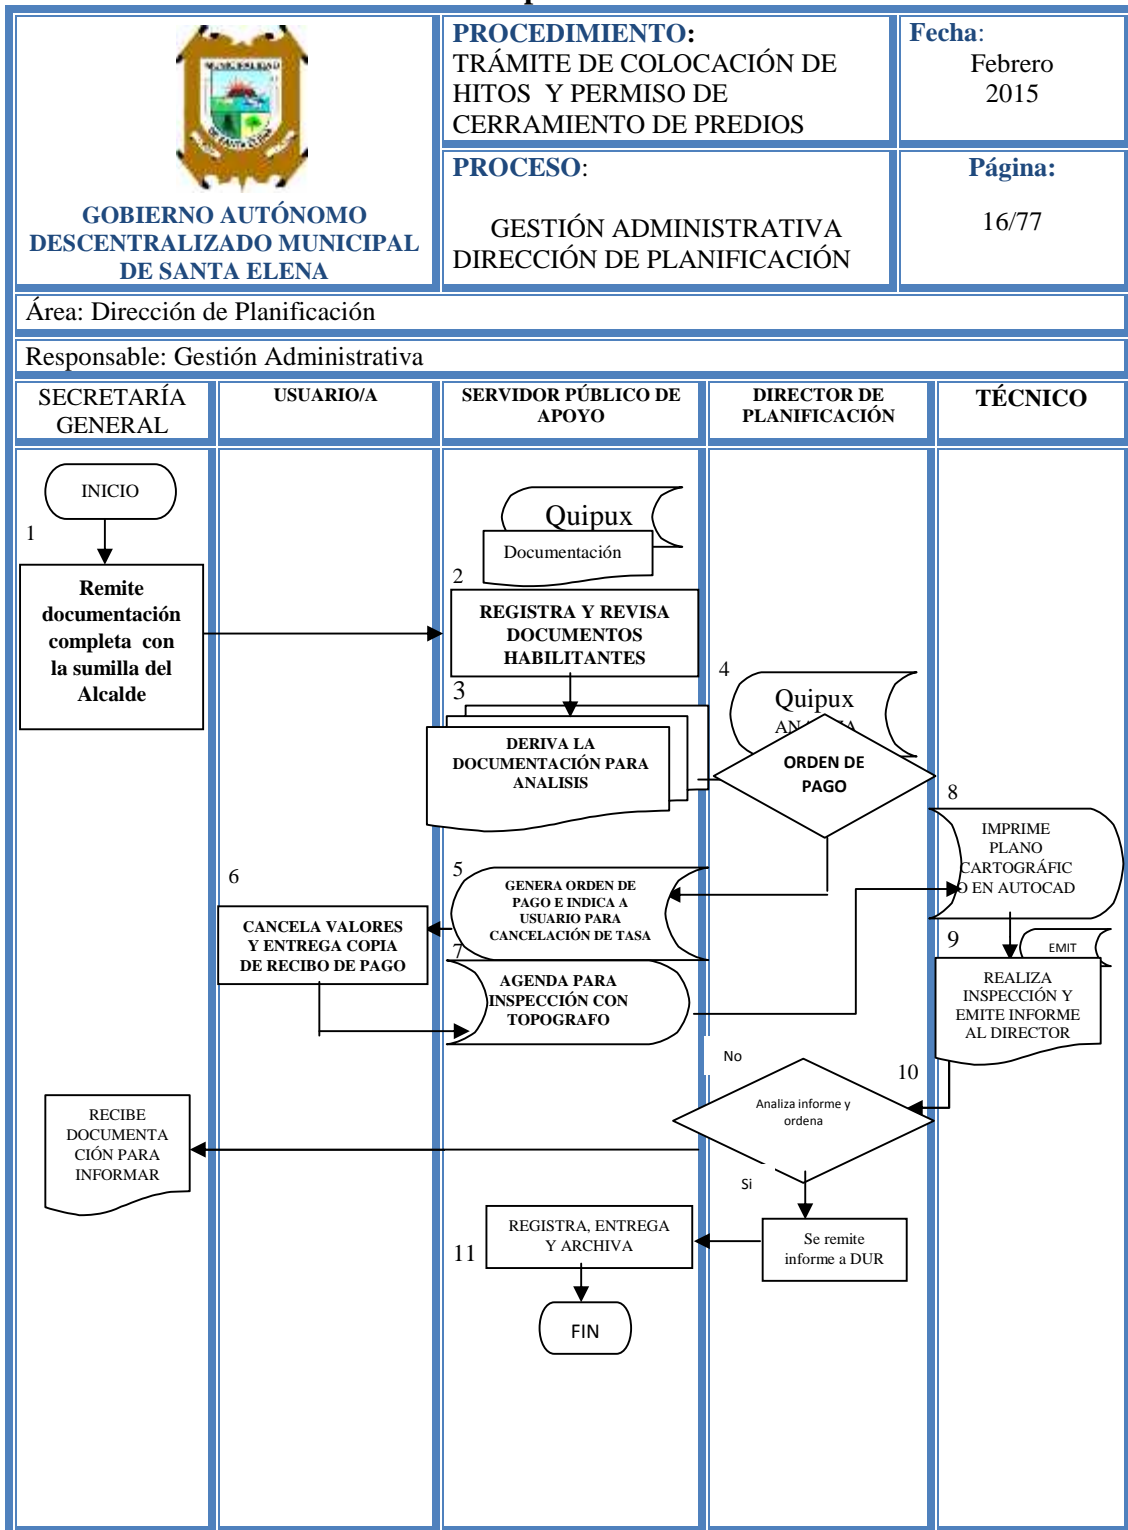 MUNICIPALIDAD
DE SANTA ELENA
GOBIERNO AUTÓNOMO
DESCENTRALIZADO MUNICIPAL
DE SANTA ELENA
PROCEDIMIENTO:
TRÁMITE DE COLOCACIÓN DE
HITOS Y PERMISO DE
CERRAMIENTO DE PREDIOS
Fecha:
Febrero
2015
PROCESO:
GESTIÓN ADMINISTRATIVA
DIRECCIÓN DE PLANIFICACIÓN
Página:
16/77
Área: Dirección de Planificación
Responsable: Gestión Administrativa
SECRETARÍA
GENERAL
USUARIO/A
SERVIDOR PÚBLICO DE
APOYO
DIRECTOR DE
PLANIFICACIÓN
TÉCNICO
INICIO
1
Remite
documentación
completa con
la sumilla del
Alcalde
Quipux
Documentación
2
REGISTRA Y REVISA
DOCUMENTOS
HABILITANTES
3
DERIVA LA
DOCUMENTACIÓN PARA
ANALISIS
4
Quipux
ORDEN DE
PAGO
5
GENERA ORDEN DE
PAGO E INDICA A
USUARIO PARA
CANCELACIÓN DE TASA
6
CANCELA VALORES
Y ENTREGA COPIA
DE RECIBO DE PAGO
7
AGENDA PARA
INSPECCIÓN CON
TOPOGRAFO
8
IMPRIME
PLANO
CARTOGRÁFIC
O EN AUTOCAD
9
EMIT
REALIZA
INSPECCIÓN Y
EMITE INFORME
AL DIRECTOR
No
10
Analiza informe y
ordena
Si
RECIBE
DOCUMENTA
CIÓN PARA
INFORMAR
Se remite
informe a DUR
REGISTRA, ENTREGA
Y ARCHIVA
11
FIN